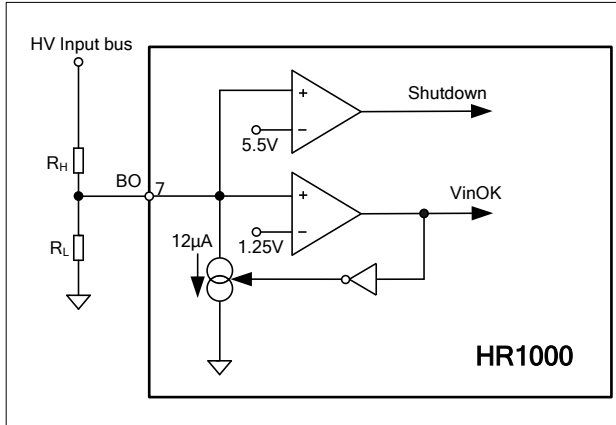 HV Input bus
Shutdown
+
−
5.5V
RH
BO
7
VinOK
+
−
1.25V
12µA
RL
HR1000